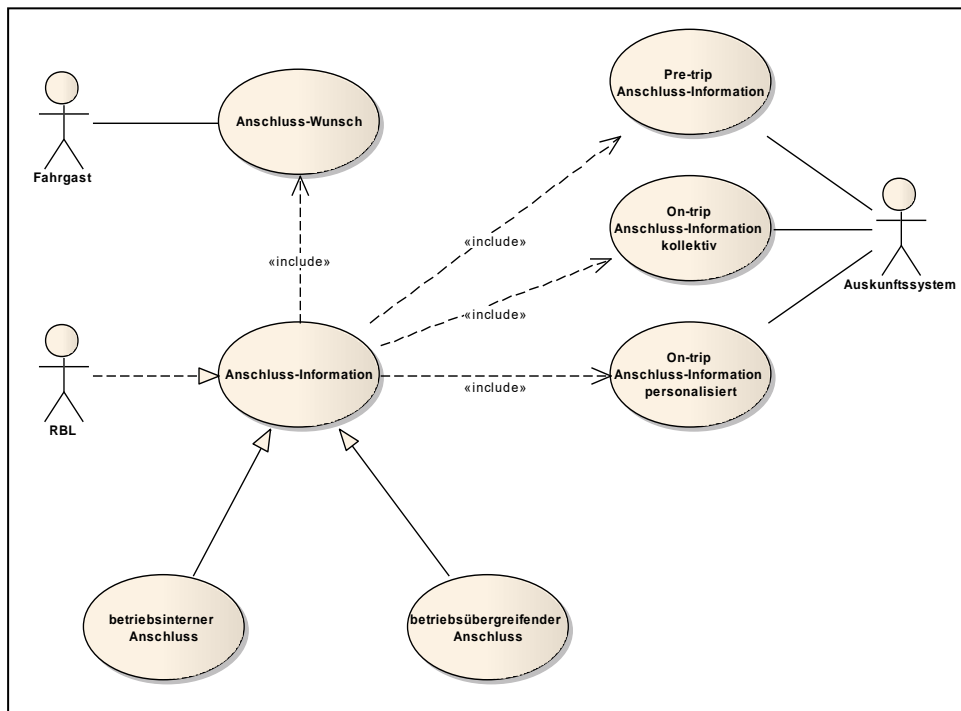 Pre-trip
Anschluss-Information
Anschluss-Wunsch
Fahrgast
On-trip
Anschluss-Information
kollektiv
«include»
«include»
Auskunftssystem
«include»
Anschluss-Information
On-trip
Anschluss-Information
personalisiert
«include»
RBL
betriebsinterner
Anschluss
betriebsübergreifender
Anschluss